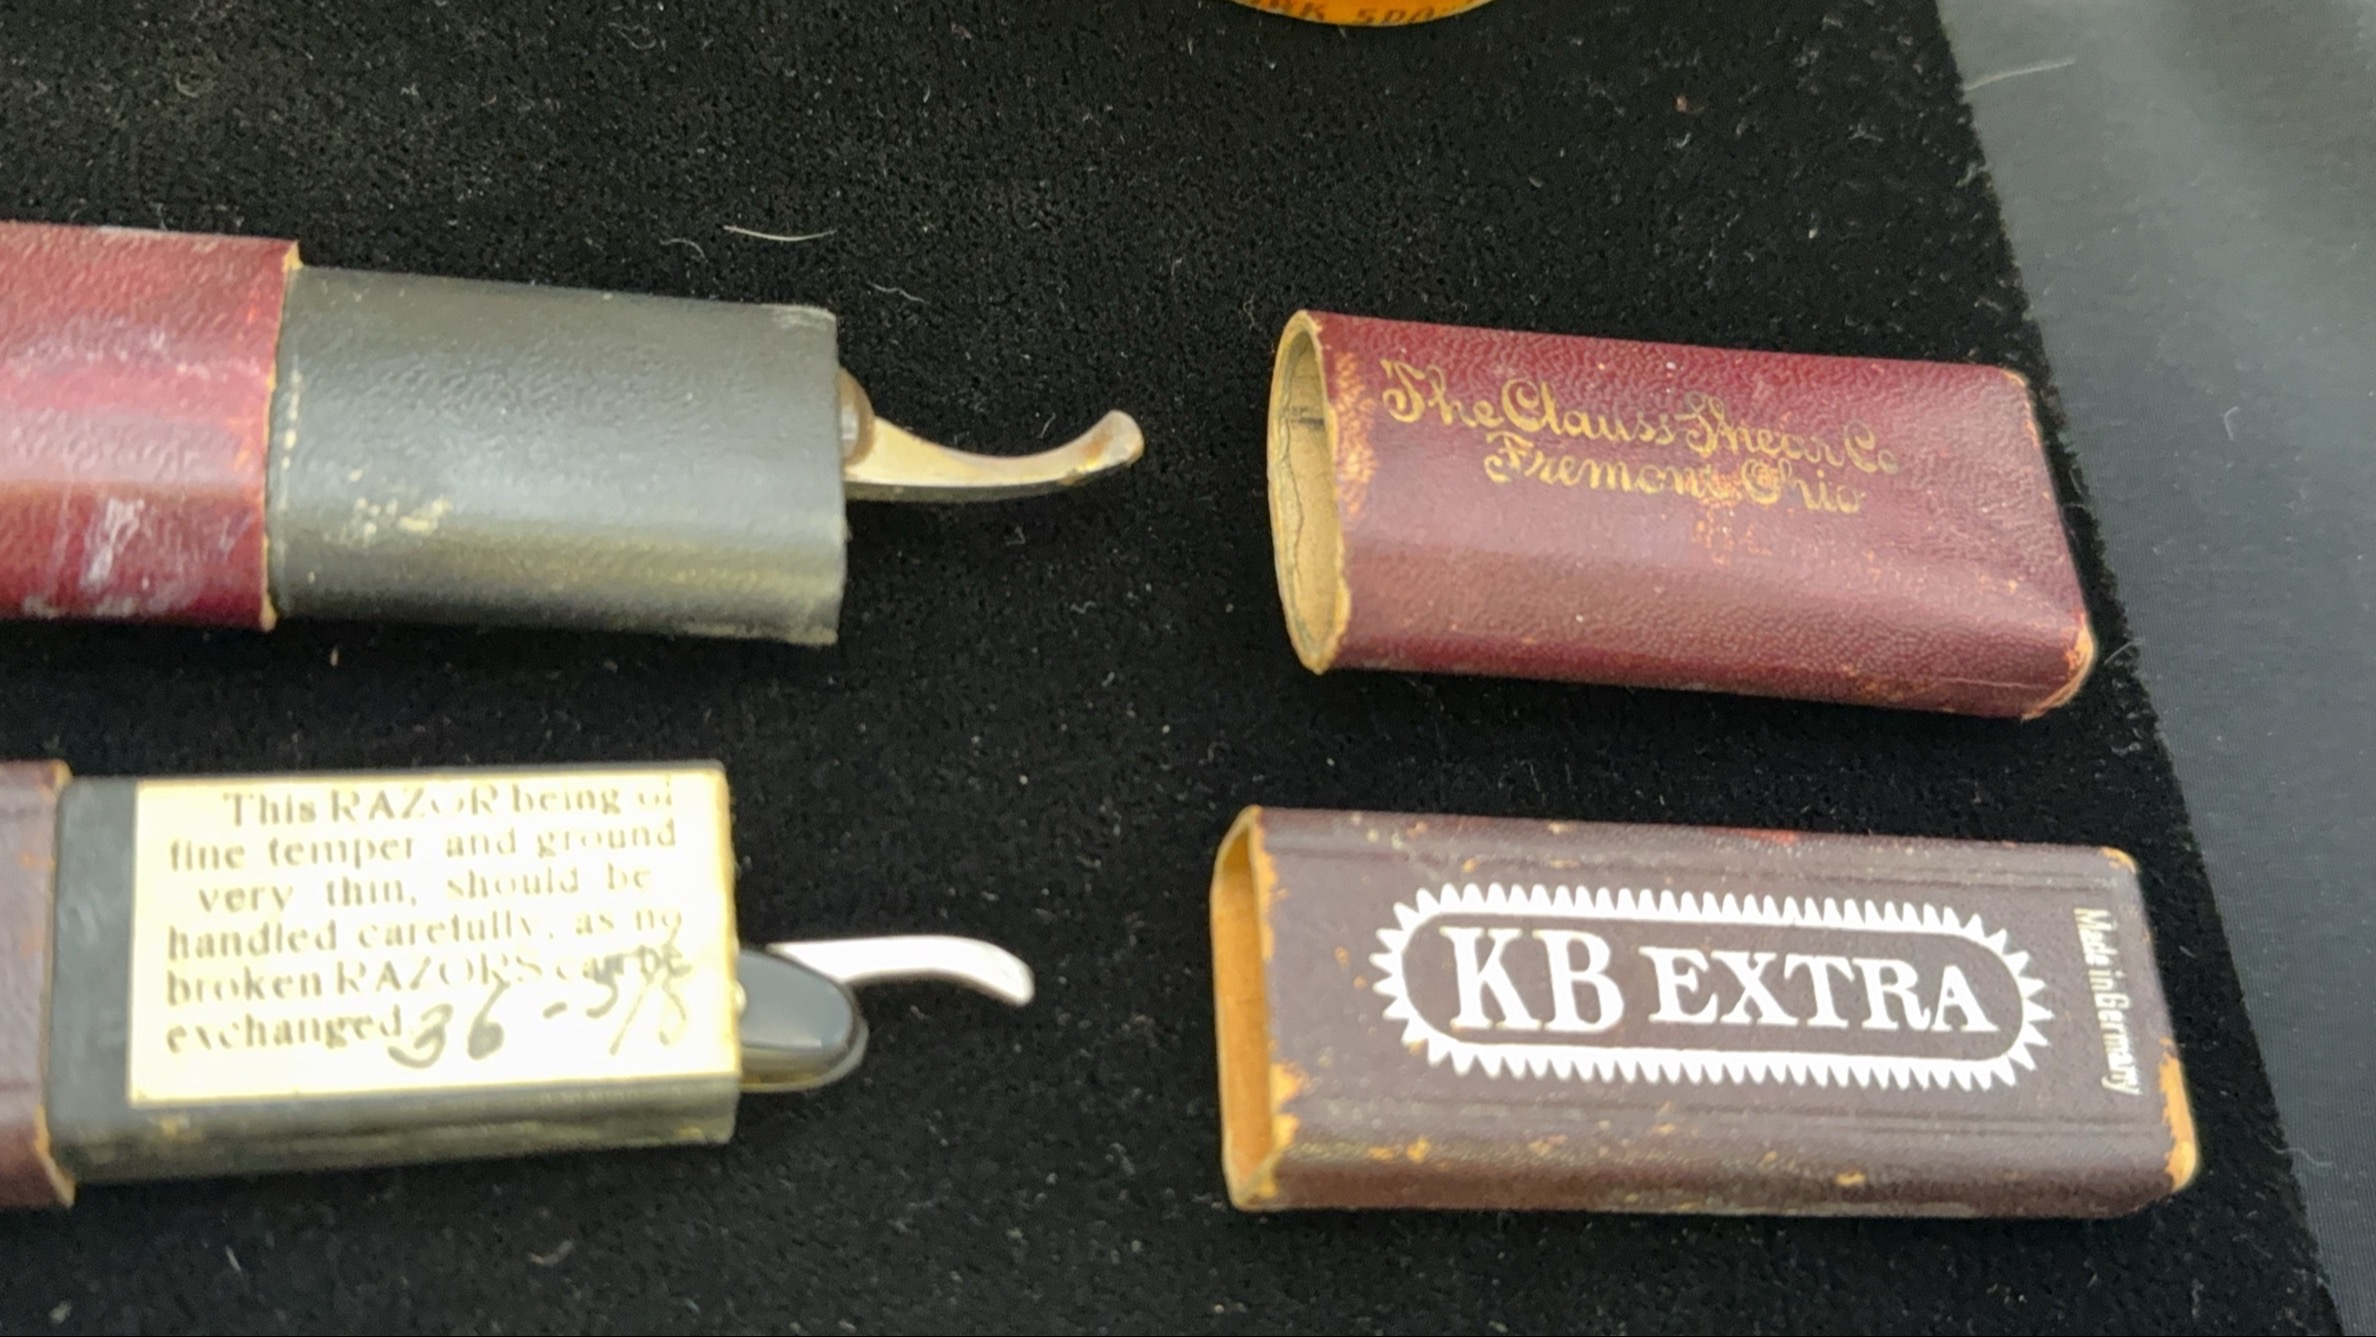 The Clauss Shear Co
Fremont Ohio
This RAZOR being of
fine temper and ground
very thin, should be
handled carefully, as no
broken RAZORS can be
exchanged.
36-5/8
KB EXTRA
Made in Germany